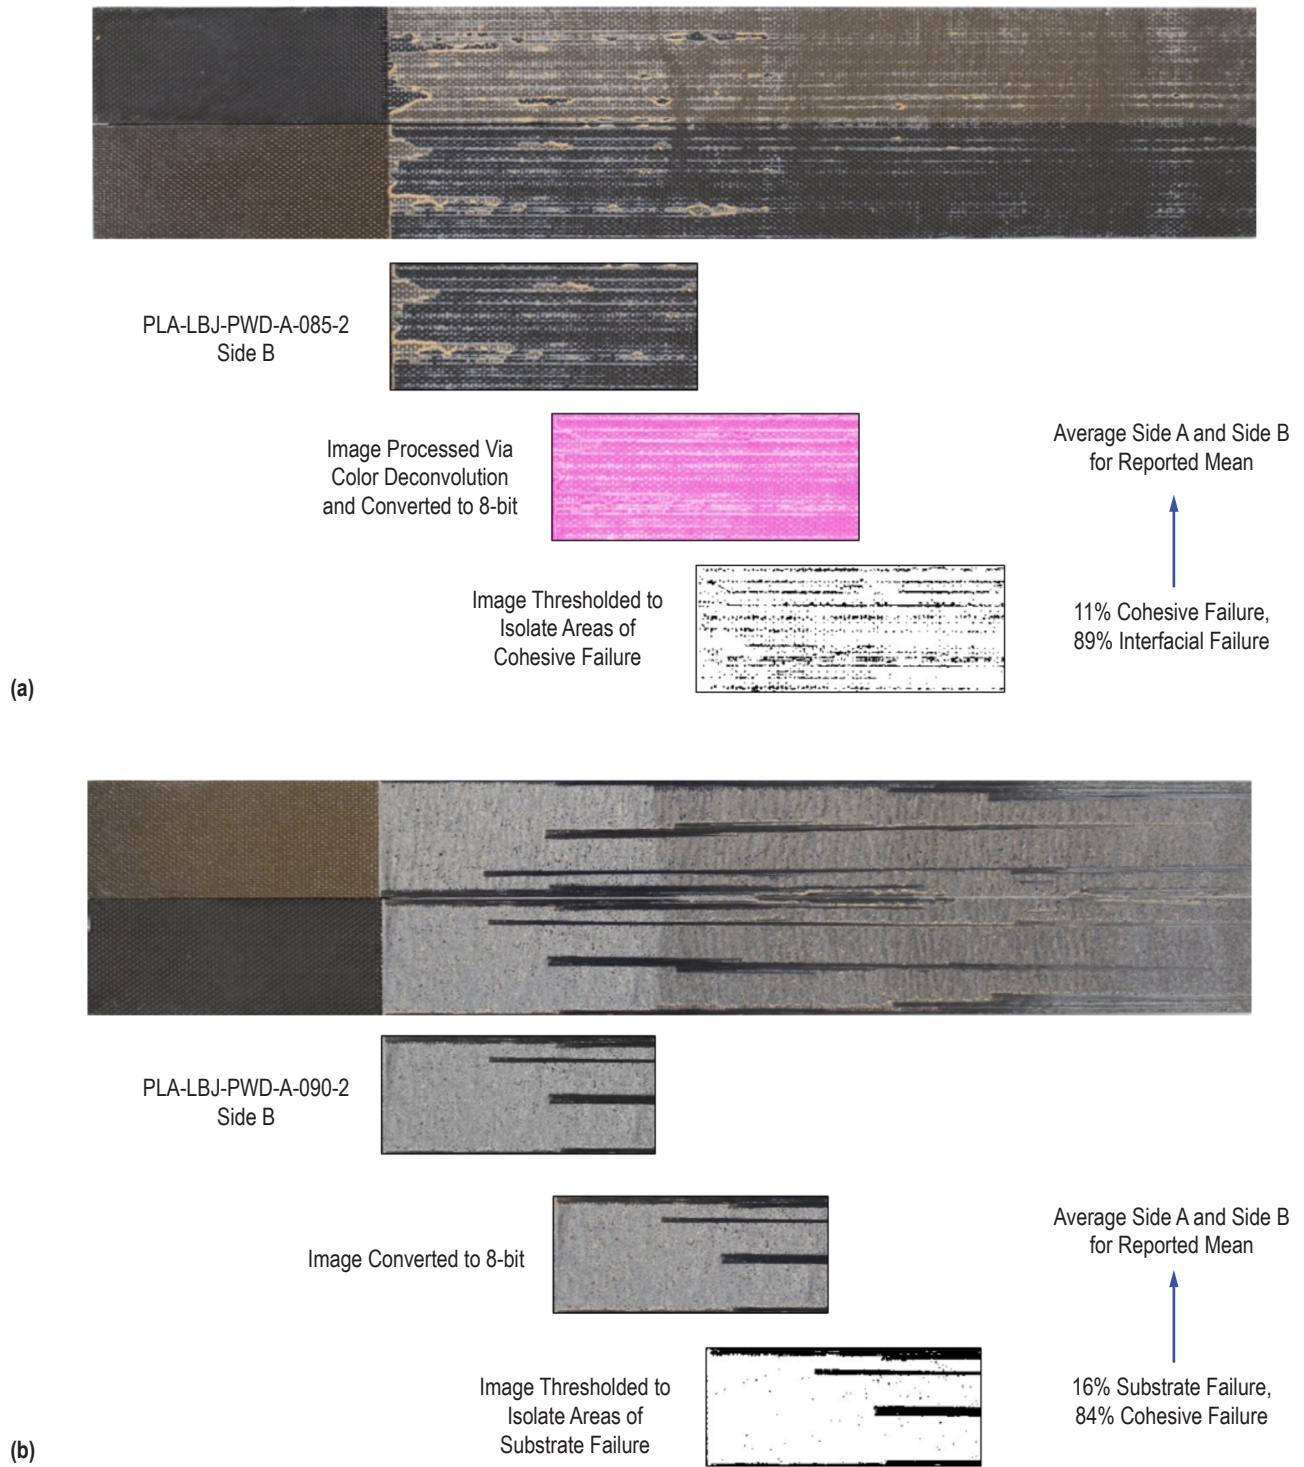 PLA-LBJ-PWD-A-085-2
Side B
Image Processed Via
Color Deconvolution
and Converted to 8-bit
Average Side A and Side B
for Reported Mean
Image Thresholded to
Isolate Areas of
Cohesive Failure
11% Cohesive Failure,
89% Interfacial Failure
(a)
PLA-LBJ-PWD-A-090-2
Side B
Image Converted to 8-bit
Average Side A and Side B
for Reported Mean
Image Thresholded to
Isolate Areas of
Substrate Failure
16% Substrate Failure,
84% Cohesive Failure
(b)